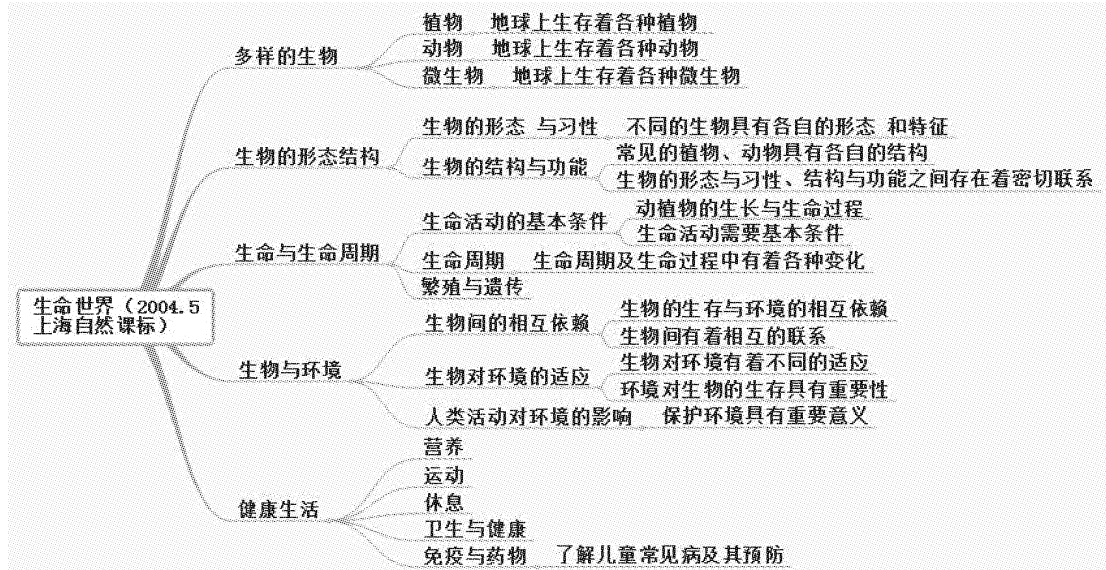 生命世界（2004.5
上海自然课标）
多样的生物
植物 地球上生存着各种植物
动物 地球上生存着各种动物
微生物 地球上生存着各种微生物
生物的形态结构
生物的形态 与习性 不同的生物具有各自的形态 和特征
生物的结构与功能
常见的植物、动物具有各自的结构
生物的形态与习性、结构与功能之间存在着密切联系
生命与生命周期
生命活动的基本条件
动植物的生长与生命过程
生命活动需要基本条件
生命周期 生命周期及生命过程中有着各种变化
繁殖与遗传
生物与环境
生物间的相互依赖
生物的生存与环境的相互依赖
生物间有着相互的联系
生物对环境的适应
生物对环境有着不同的适应
环境对生物的生存具有重要性
人类活动对环境的影响 保护环境具有重要意义
健康生活
营养
运动
休息
卫生与健康
免疫与药物 了解儿童常见病及其预防